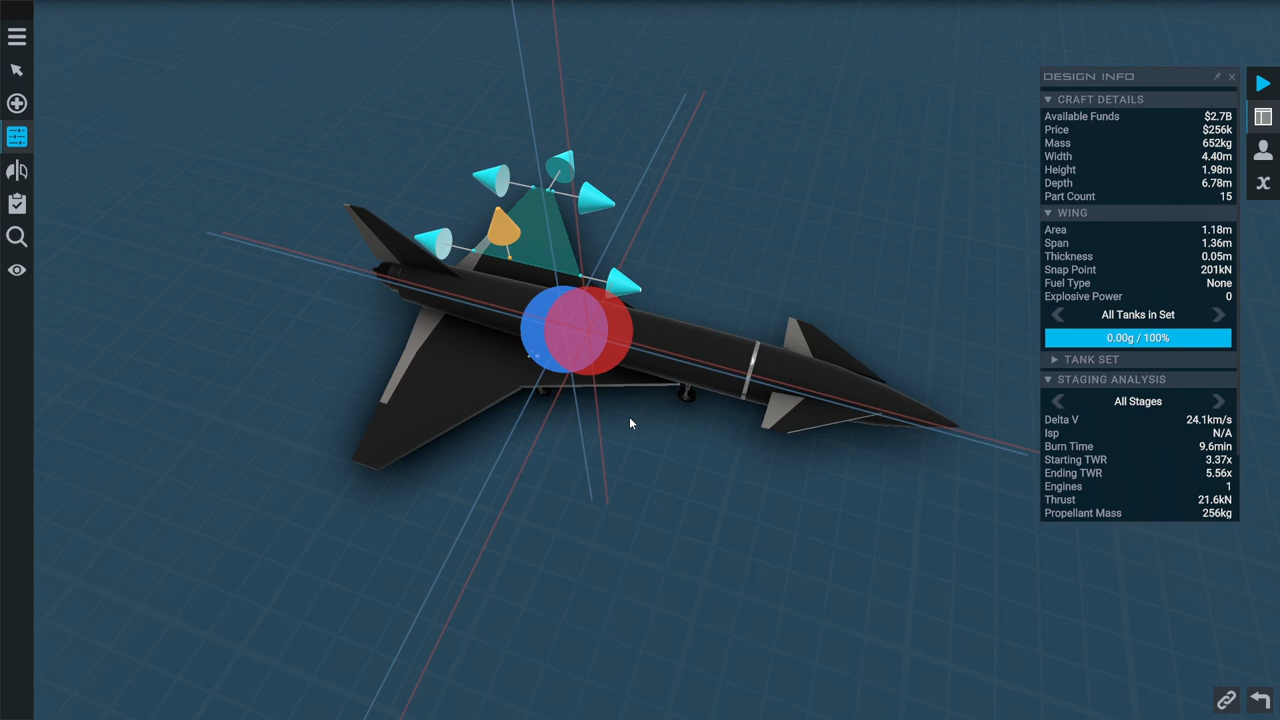 DESIGN INFO
CRAFT DETAILS
Available Funds $2.7B
Price $256k
Mass 652kg
Width 4.40m
Height 1.98m
Depth 6.78m
Part Count 15
WING
Area 1.18m
Span 1.36m
Thickness 0.05m
Snap Point 201kN
Fuel Type None
Explosive Power 0
All Tanks in Set
0.00g / 100%
TANK SET
STAGING ANALYSIS
All Stages
Delta V 24.1km/s
Isp N/A
Burn Time 9.6min
Starting TWR 3.37x
Ending TWR 5.56x
Engines 1
Thrust 21.6kN
Propellant Mass 256kg